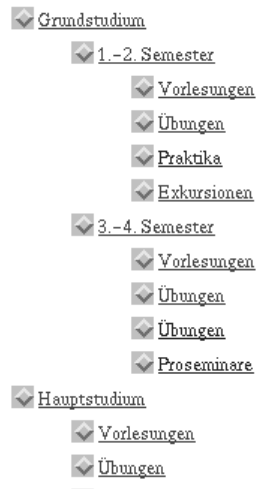 Grundstudium
1.-2. Semester
Vorlesungen
Übungen
Praktika
Exkursionen
3.-4. Semester
Vorlesungen
Übungen
Übungen
Proseminare
Hauptstudium
Vorlesungen
Übungen